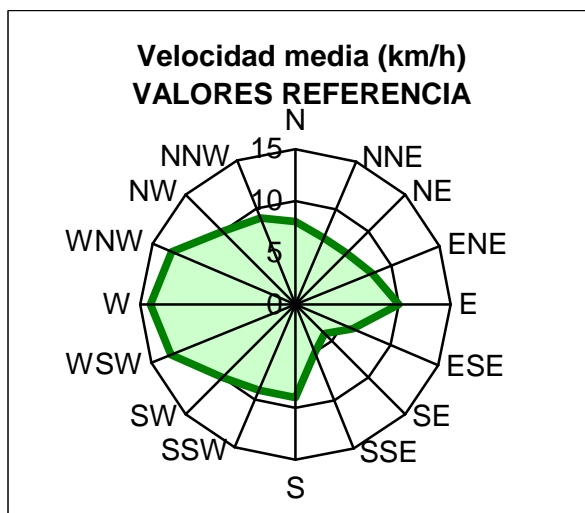 Velocidad media (km/h)
VALORES REFERENCIA
N
NNW
15
NNE
NW
10
NE
WNW
5
ENE
W
0
E
WSW
ESE
SW
SE
SSW
SSE
S